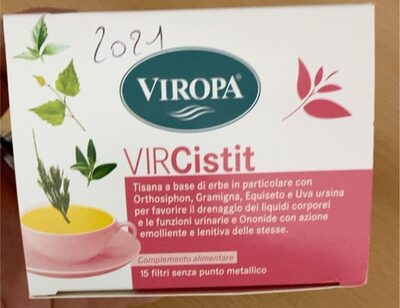 2021
VIROPA®
VIRCistit
Tisana a base di erbe in particolare con
Orthosiphon, Gramigna, Equiseto e Uva ursina
per favorire il drenaggio dei liquidi corporei
e le funzioni urinarie e Ononide con azione
emolliente e lenitiva delle stesse.
Complemento alimentare
15 filtri senza punto metallico